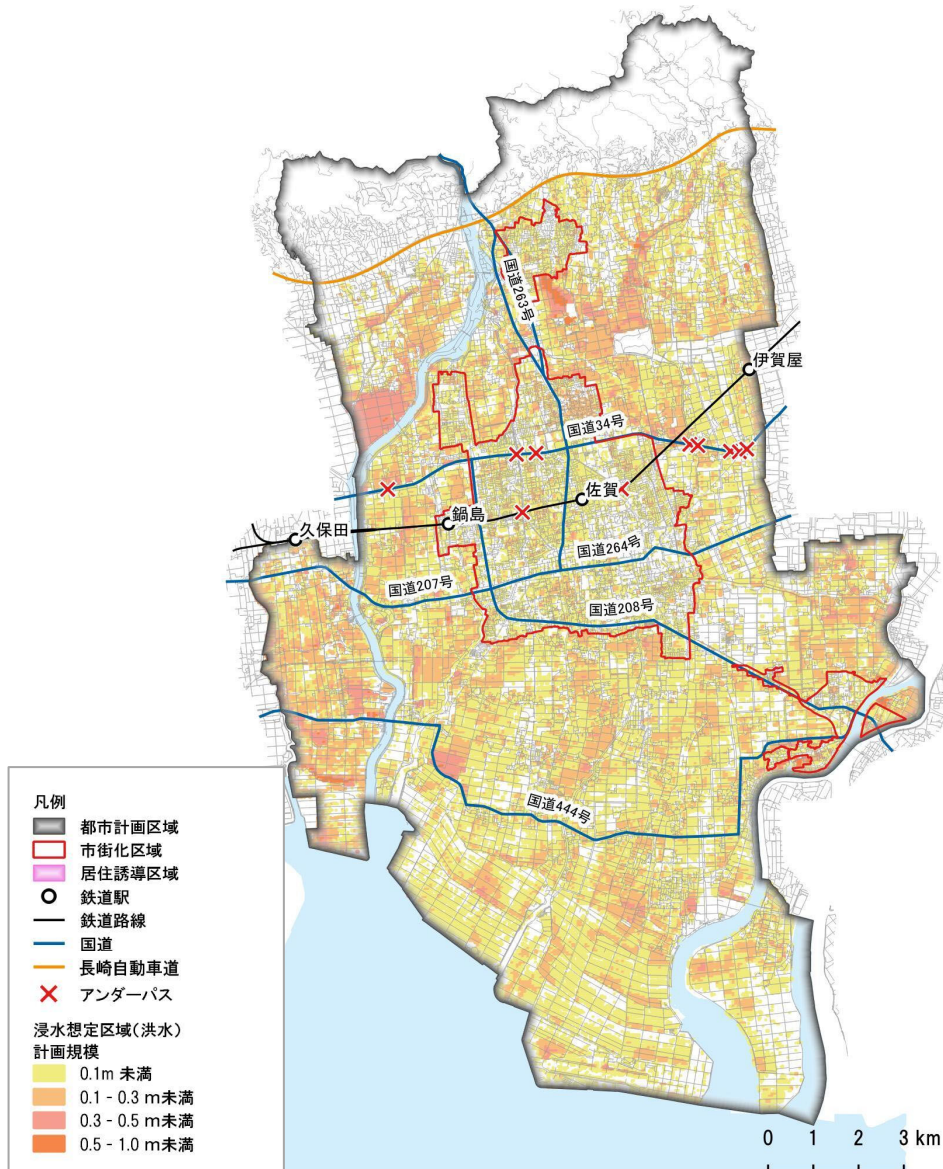 国道263号
伊賀屋
国道34号
佐賀
鍋島
久保田
国道264号
国道207号
国道208号
国道444号
凡例
都市計画区域
市街化区域
居住誘導区域
鉄道駅
鉄道路線
国道
長崎自動車道
アンダーパス
浸水想定区域(洪水)
計画規模
0.1m 未満
0.1 - 0.3 m未満
0.3 - 0.5 m未満
0.5 - 1.0 m未満
0 1 2 3 km